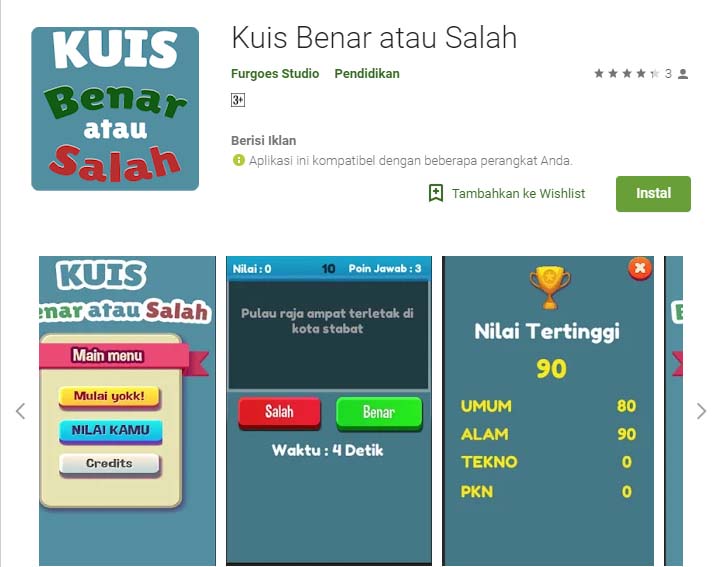 KUIS
Benar
atau
Salah
Kuis Benar atau Salah
Furgoes Studio Pendidikan
3
3+
Berisi Iklan
Aplikasi ini kompatibel dengan beberapa perangkat Anda.
Tambahkan ke Wishlist
Instal
KUIS
enar atau Salah
Main menu
Mulai yokk!
NILAI KAMU
Credits
Nilai : 0 10 Poin Jawab : 3
Pulau raja ampat terletak di
kota stabat
Salah Benar
Waktu : 4 Detik
Nilai Tertinggi
90
UMUM 80
ALAM 90
TEKNO 0
PKN 0